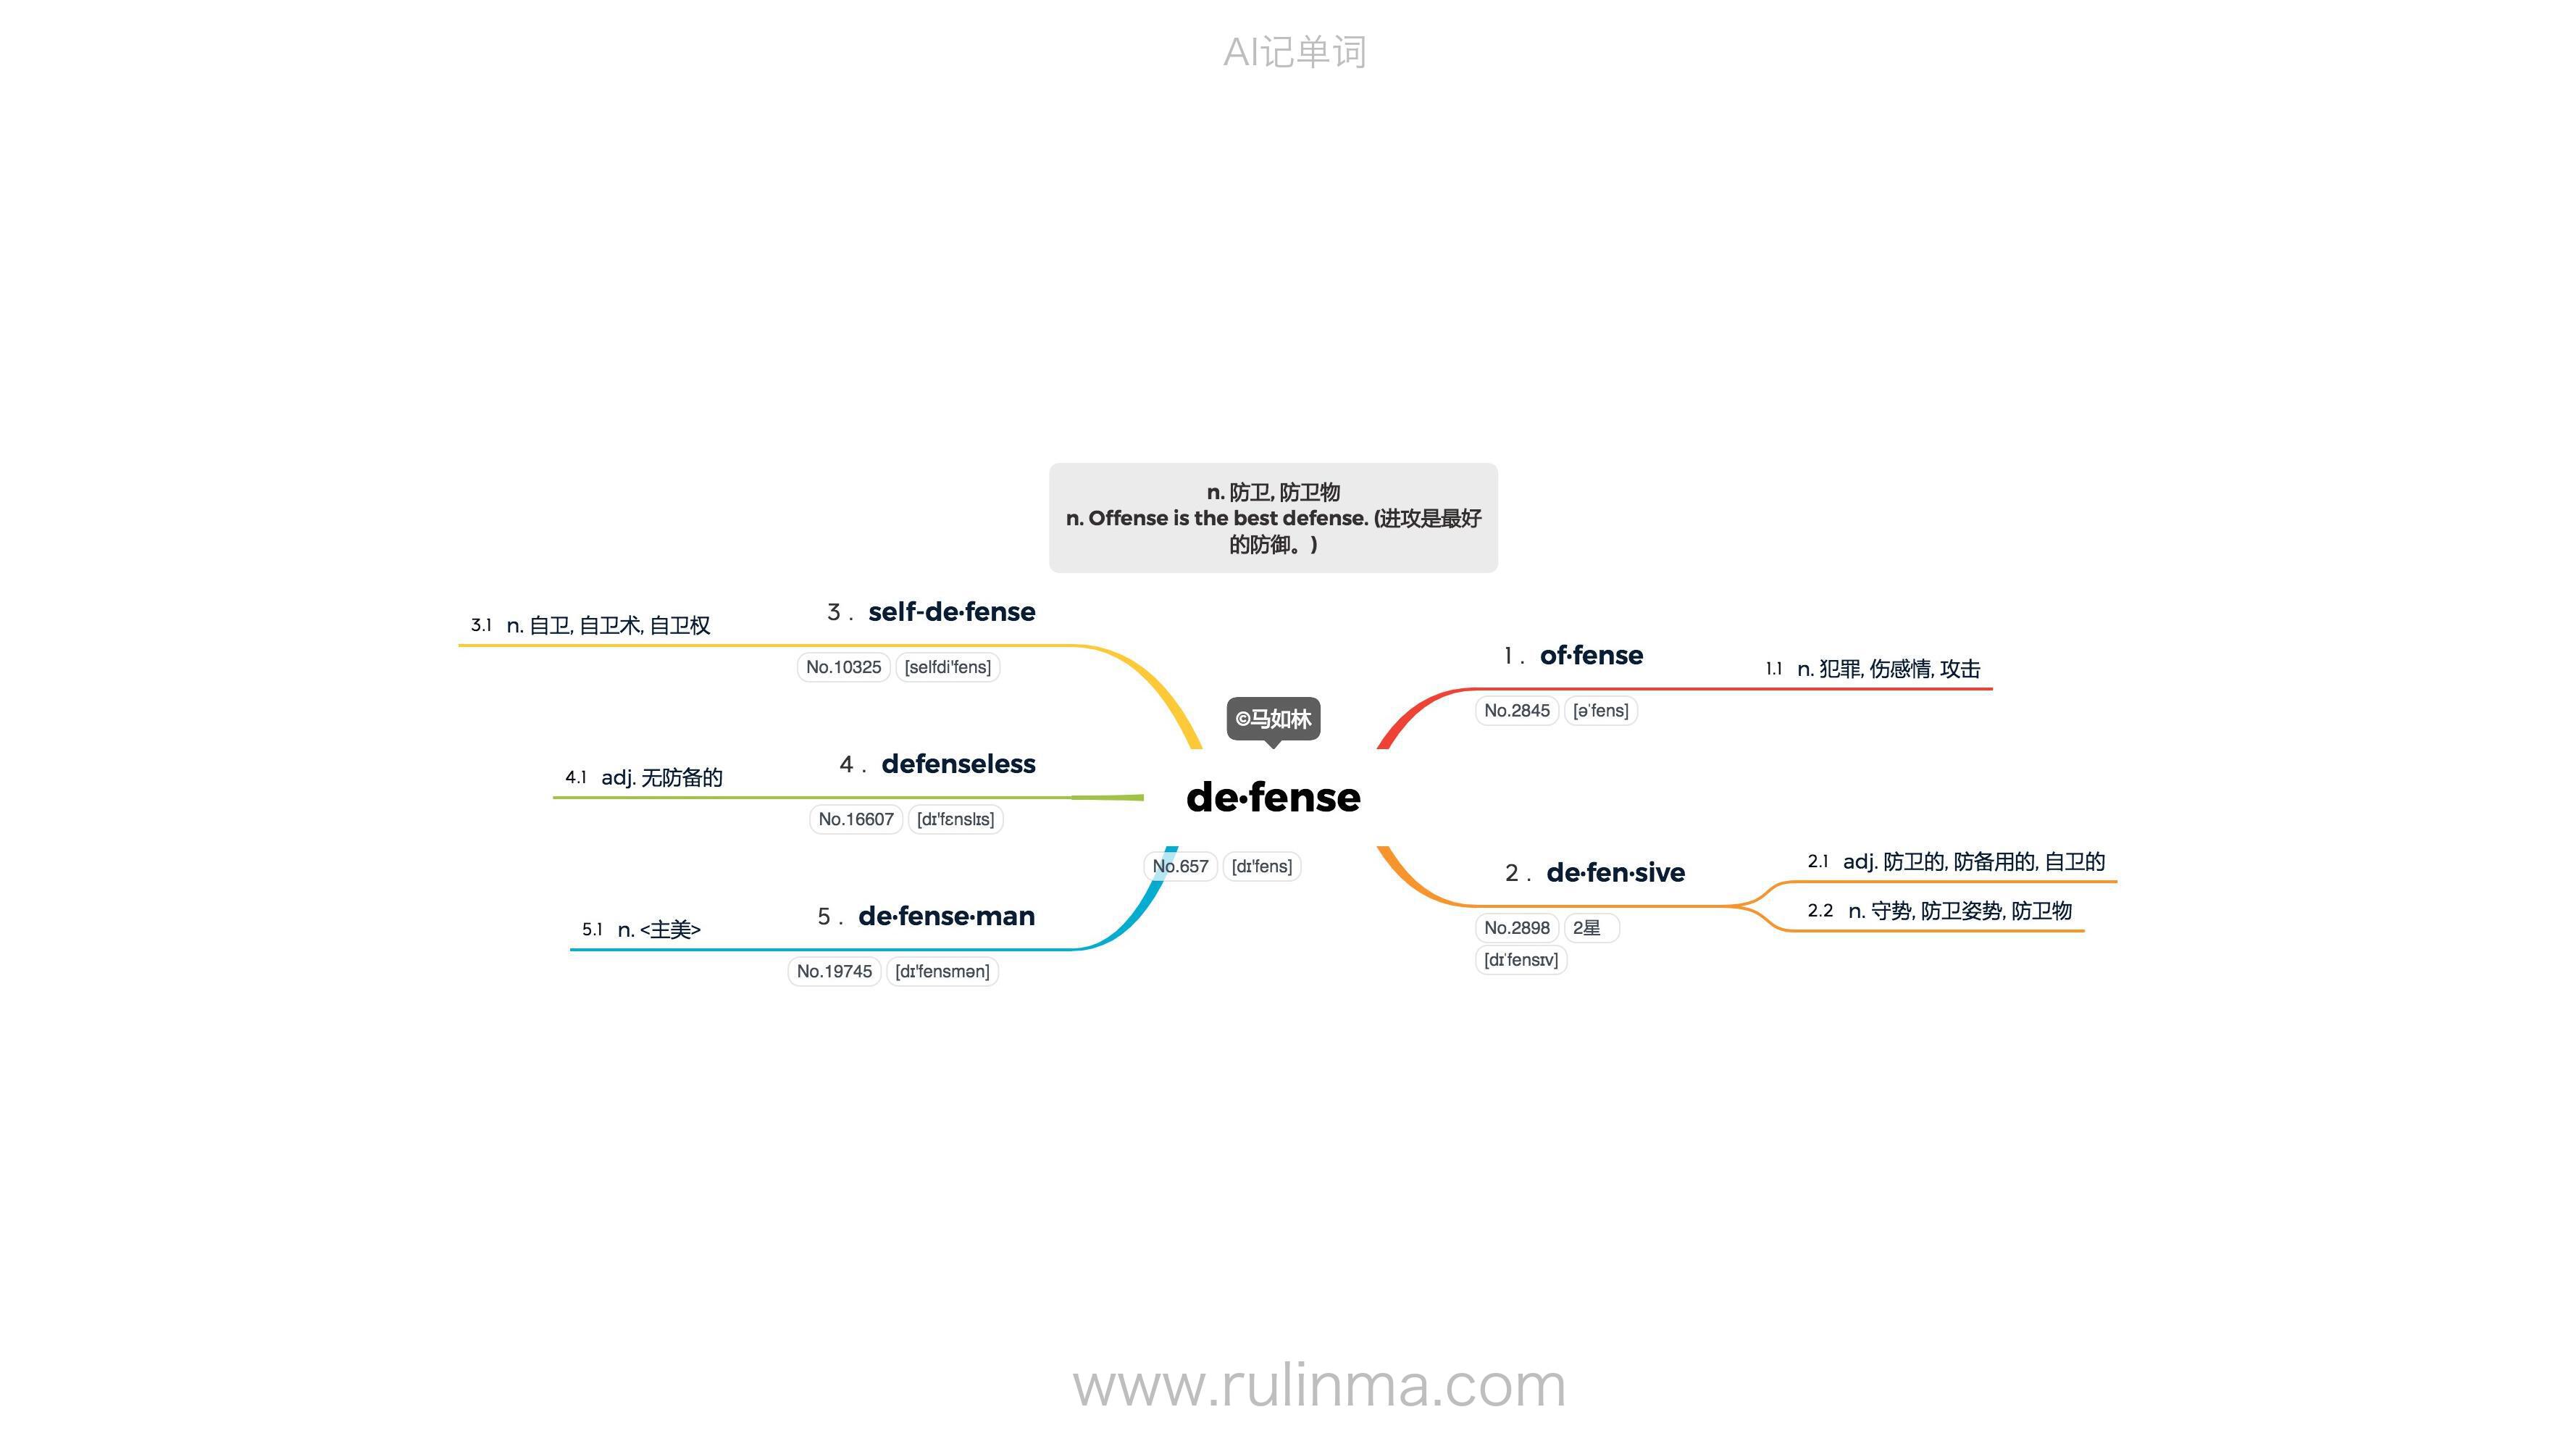 AI记单词
n. 防卫, 防卫物
n. Offense is the best defense. (进攻是最好
的防御。)
©马如林
de·fense
No.657 [dɪ'fens]
1 . of·fense
No.2845 [ə'fens]
1.1 n. 犯罪, 伤感情, 攻击
2 . de·fen·sive
No.2898 2星
[dɪ'fensɪv]
2.1 adj. 防卫的, 防备用的, 自卫的
2.2 n. 守势, 防卫姿势, 防卫物
3 . self-de·fense
No.10325 [selfdi'fens]
3.1 n. 自卫, 自卫术, 自卫权
4 . defenseless
No.16607 [dɪ'fɛnslɪs]
4.1 adj. 无防备的
5 . de·fense·man
No.19745 [dɪ'fensmən]
5.1 n. <主美>
www.rulinma.com